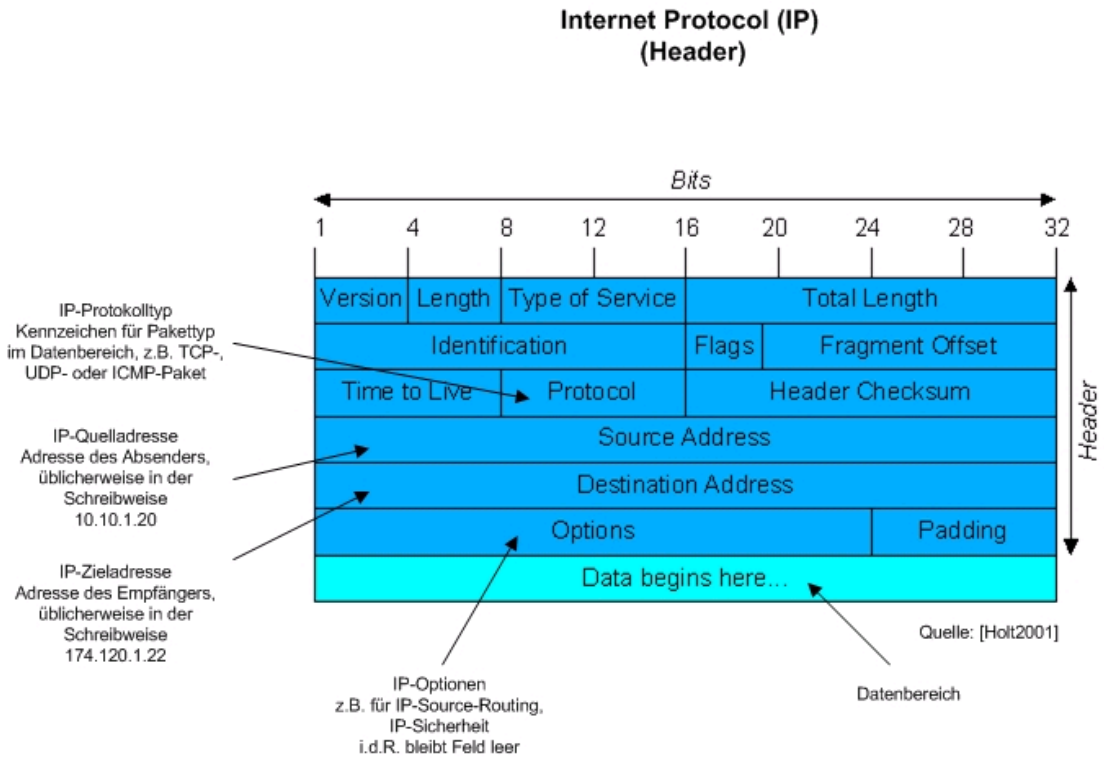 Internet Protocol (IP)
(Header)
Bits
1 4 8 12 16 20 24 28 32
Version Length Type of Service Total Length
Identification Flags Fragment Offset
Time to Live Protocol Header Checksum
Source Address
Destination Address
Options Padding
Data begins here...
Header
IP-Protokolltyp
Kennzeichen für Pakettyp
im Datenbereich, z.B. TCP-,
UDP- oder ICMP-Paket
IP-Quelladresse
Adresse des Absenders,
üblicherweise in der
Schreibweise
10.10.1.20
IP-Zieladresse
Adresse des Empfängers,
üblicherweise in der
Schreibweise
174.120.1.22
Quelle: [Holt2001]
IP-Optionen
z.B. für IP-Source-Routing,
IP-Sicherheit
i.d.R. bleibt Feld leer
Datenbereich